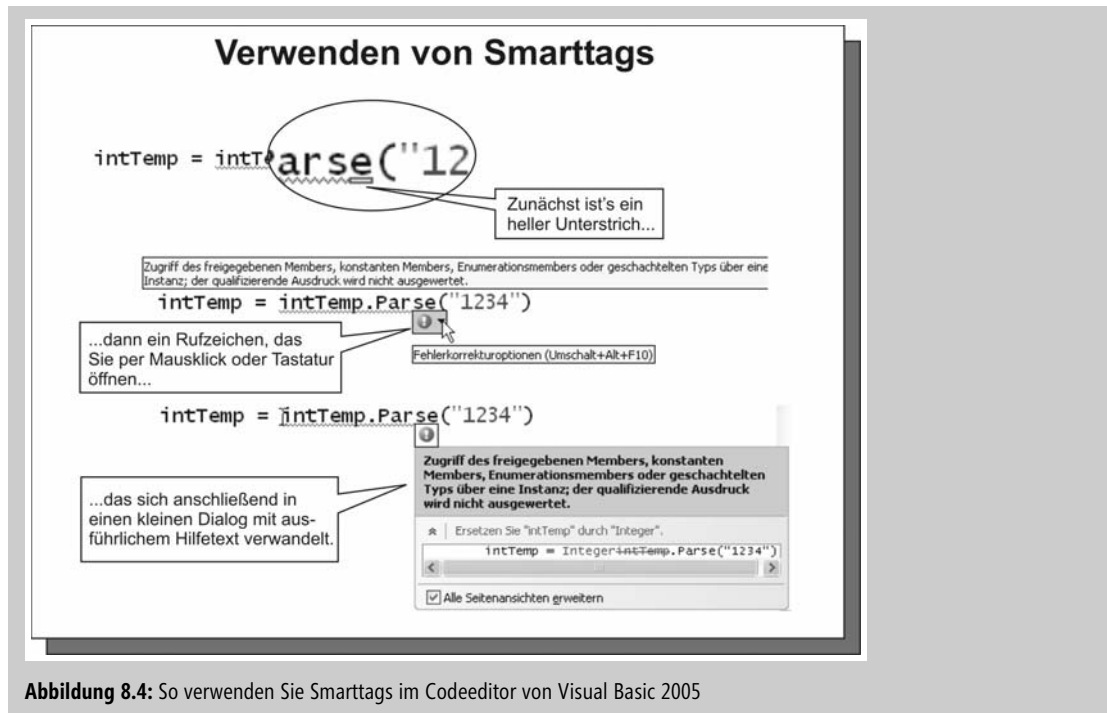 Verwenden von Smarttags
intTemp = intT
arse("12
Zunächst ist's ein
heller Unterstrich...
Zugriff des freigegebenen Members, konstanten Members, Enumerationsmembers oder geschachtelten Typs über eine
Instanz; der qualifizierende Ausdruck wird nicht ausgewertet.
intTemp = intTemp.Parse("1234")
...dann ein Rufzeichen, das
Sie per Mausklick oder Tastatur
öffnen...
Fehlerkorrekturoptionen (Umschalt+Alt+F10)
intTemp = intTemp.Parse("1234")
Zugriff des freigegebenen Members, konstanten
Members, Enumerationsmembers oder geschachtelten
Typs über eine Instanz; der qualifizierende Ausdruck
wird nicht ausgewertet.
...das sich anschließend in
einen kleinen Dialog mit aus-
führlichem Hilfetext verwandelt.
Ersetzen Sie "intTemp" durch "Integer".
intTemp = IntegerintTemp.Parse("1234")
Alle Seitenansichten erweitern
Abbildung 8.4: So verwenden Sie Smarttags im Codeeditor von Visual Basic 2005